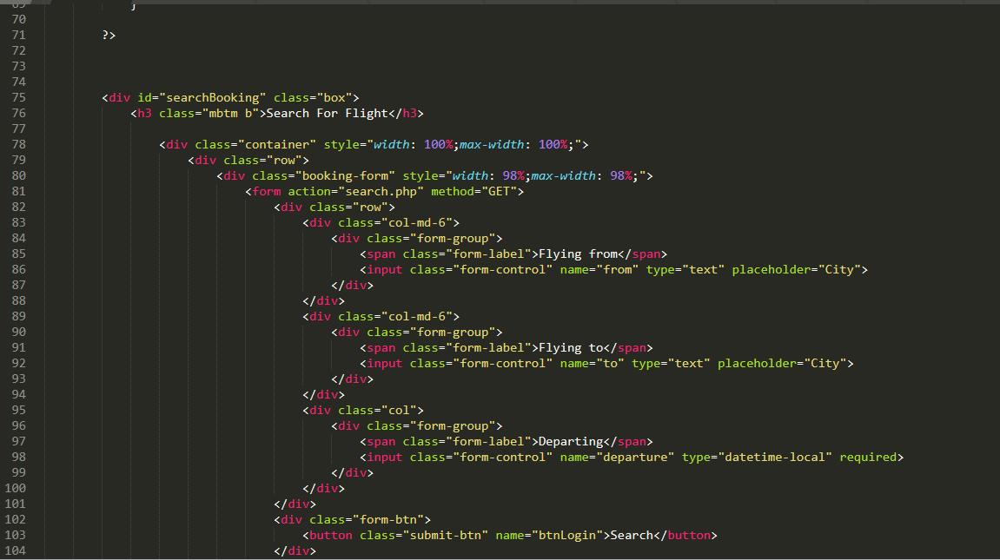 69 }
70
71 ?>
72
73
74
75 <div id="searchBooking" class="box">
76 <h3 class="mbtm b">Search For Flight</h3>
77
78 <div class="container" style="width: 100%;max-width: 100%;">
79 <div class="row">
80 <div class="booking-form" style="width: 98%;max-width: 98%;">
81 <form action="search.php" method="GET">
82 <div class="row">
83 <div class="col-md-6">
84 <div class="form-group">
85 <span class="form-label">Flying from</span>
86 <input class="form-control" name="from" type="text" placeholder="City">
87 </div>
88 </div>
89 <div class="col-md-6">
90 <div class="form-group">
91 <span class="form-label">Flying to</span>
92 <input class="form-control" name="to" type="text" placeholder="City">
93 </div>
94 </div>
95 <div class="col">
96 <div class="form-group">
97 <span class="form-label">Departing</span>
98 <input class="form-control" name="departure" type="datetime-local" required>
99 </div>
100 </div>
101 </div>
102 <div class="form-btn">
103 <button class="submit-btn" name="btnLogin">Search</button>
104 </div>